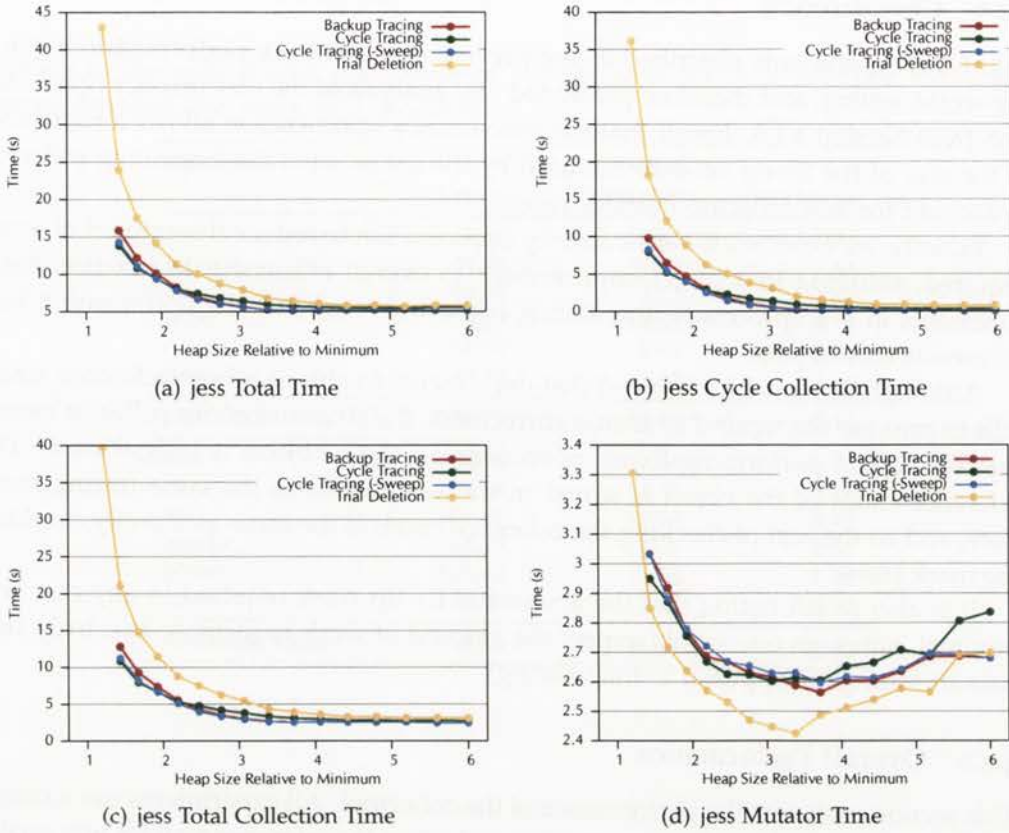 Backup Tracing
Cycle Tracing
Cycle Tracing (-Sweep)
Trial Deletion
45
40
35
30
25
20
15
10
5
Time (s)
1 2 3 4 5 6
Heap Size Relative to Minimum
(a) jess Total Time
Backup Tracing
Cycle Tracing
Cycle Tracing (-Sweep)
Trial Deletion
40
35
30
25
20
15
10
5
0
Time (s)
1 2 3 4 5 6
Heap Size Relative to Minimum
(b) jess Cycle Collection Time
Backup Tracing
Cycle Tracing
Cycle Tracing (-Sweep)
Trial Deletion
40
35
30
25
20
15
10
5
0
Time (s)
1 2 3 4 5 6
Heap Size Relative to Minimum
(c) jess Total Collection Time
Backup Tracing
Cycle Tracing
Cycle Tracing (-Sweep)
Trial Deletion
3.4
3.3
3.2
3.1
3
2.9
2.8
2.7
2.6
2.5
2.4
Time (s)
1 2 3 4 5 6
Heap Size Relative to Minimum
(d) jess Mutator Time